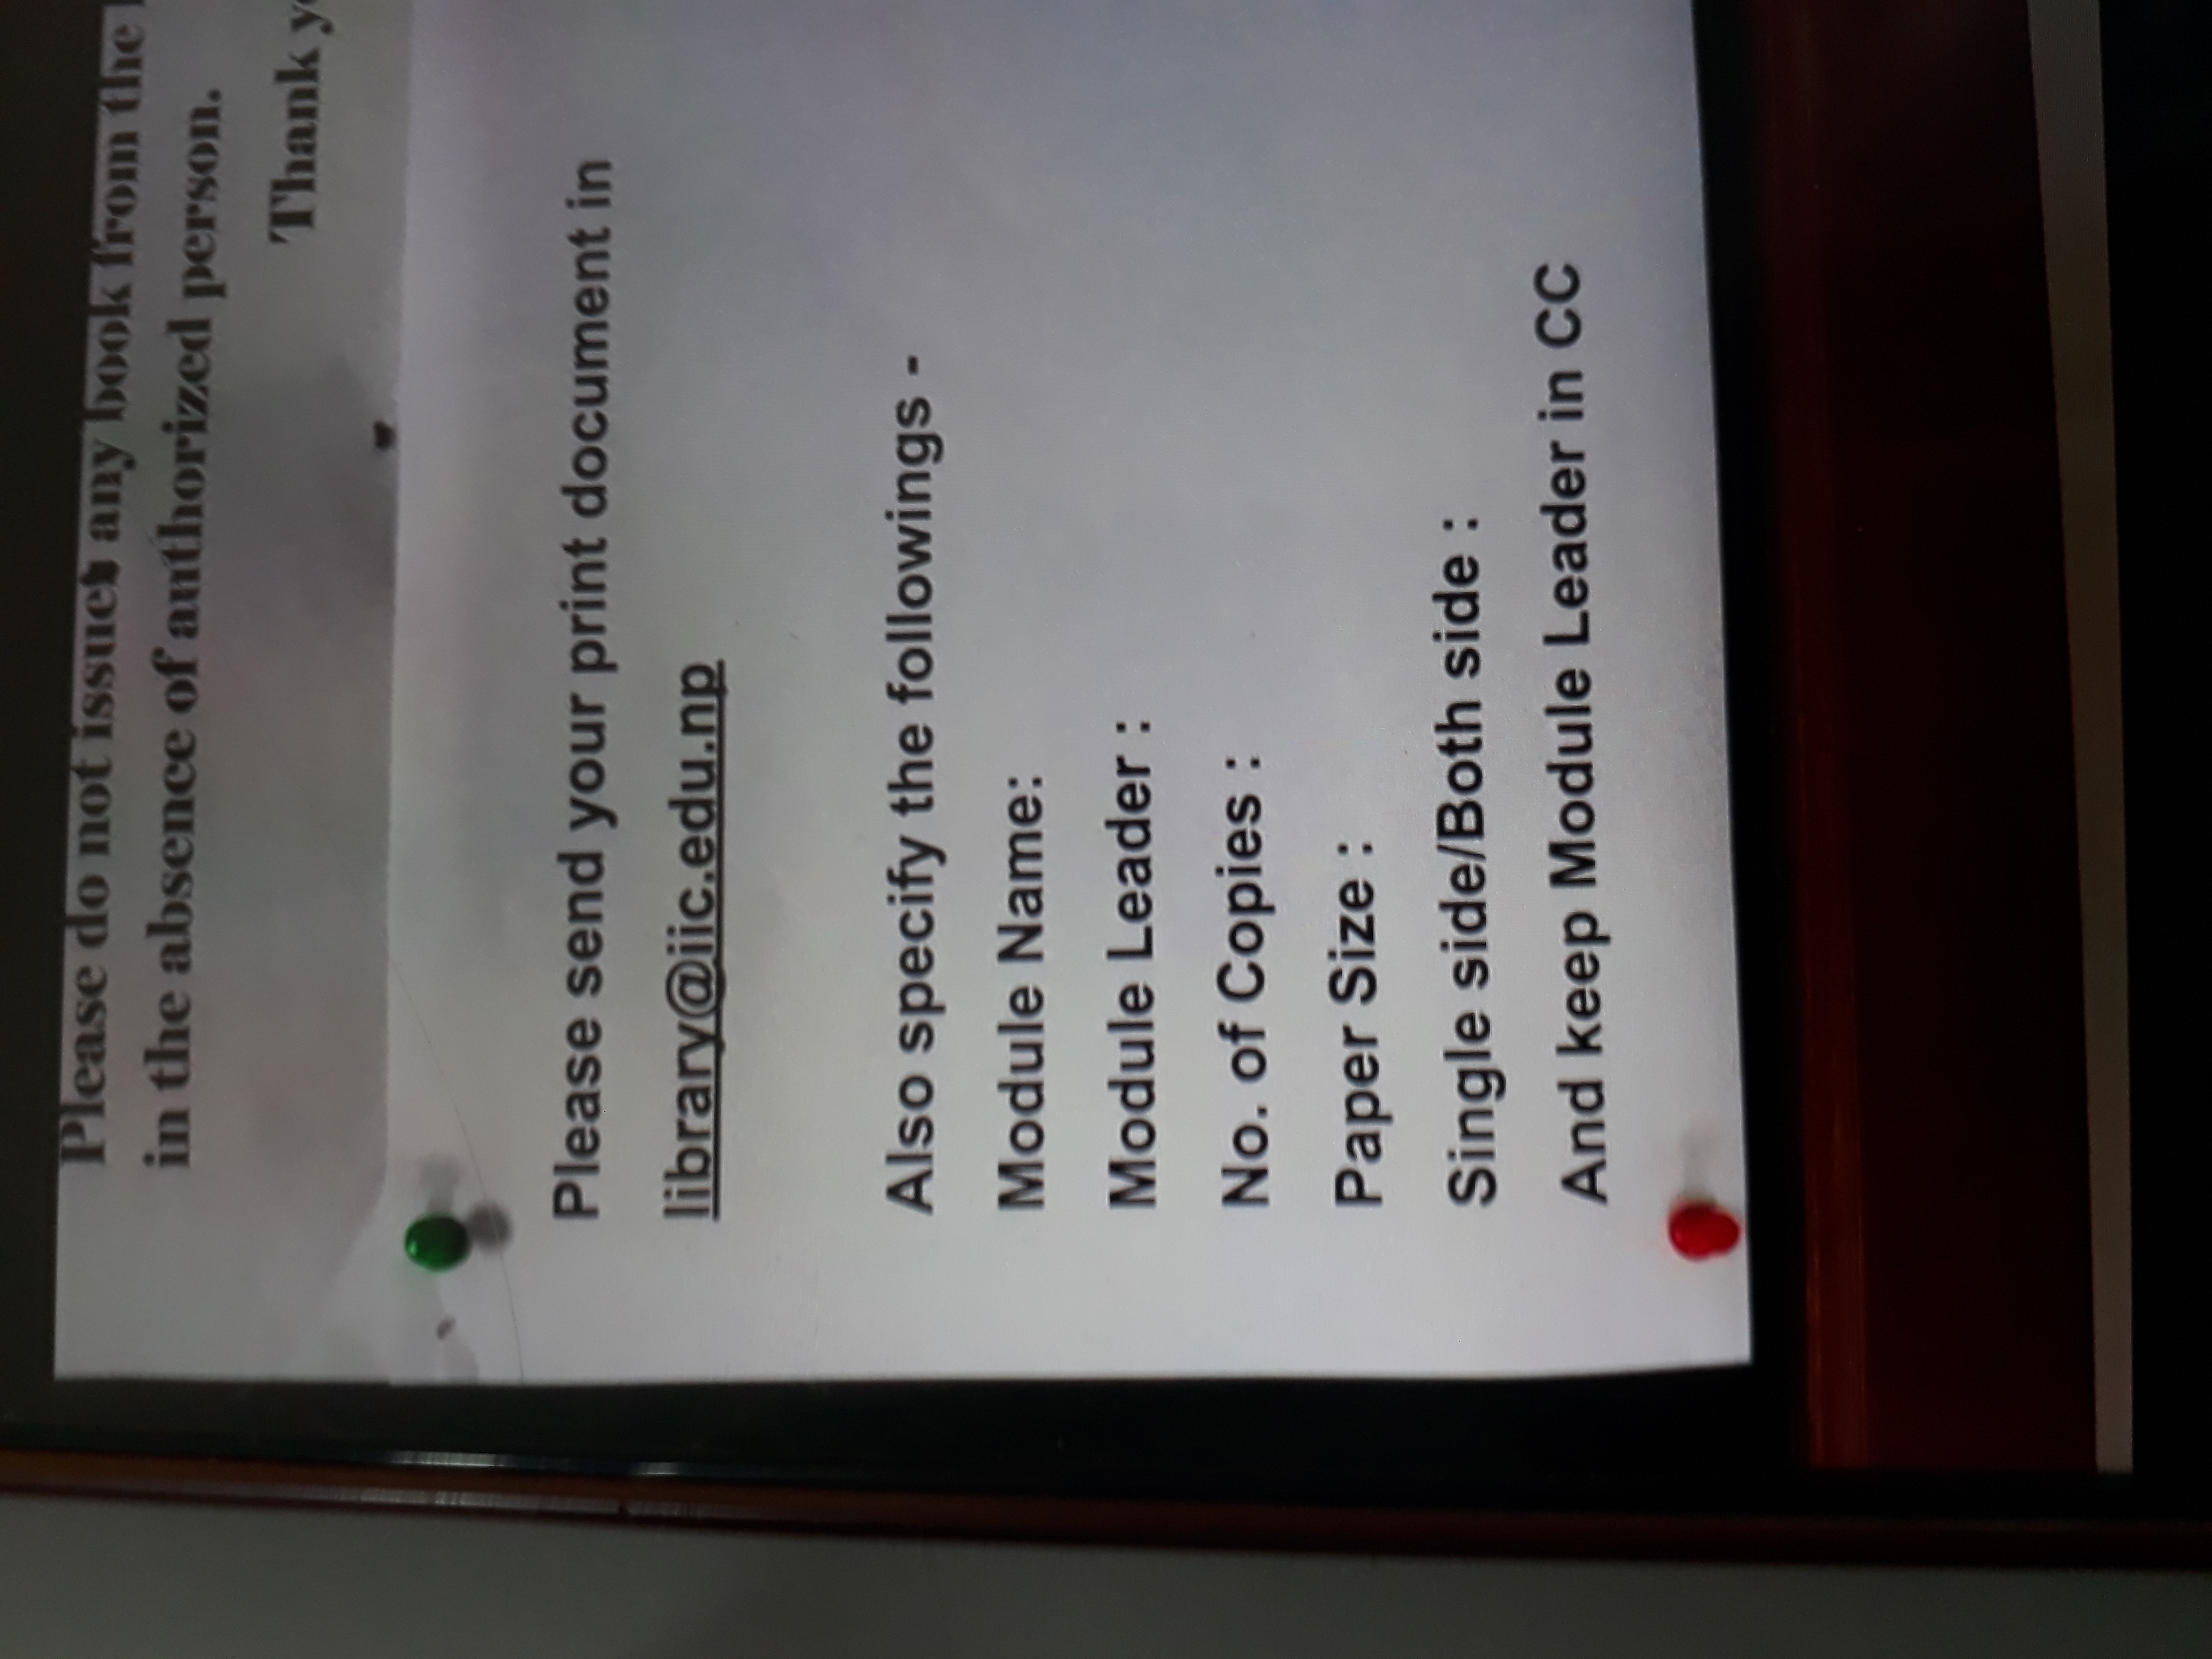 Please do not issues any book from the
in the absence of authorized person.
Thank
Please send your print document in
library@iic.edu.np
Also specify the followings -
Module Name:
Module Leader :
No. of Copies :
Paper Size :
Single side/Both side :
And keep Module Leader in CC